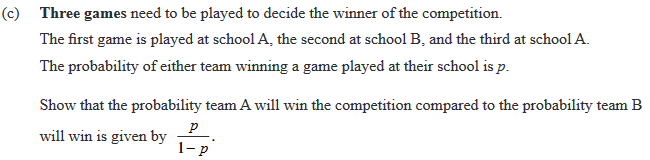 (c) Three games need to be played to decide the winner of the competition.
The first game is played at school A, the second at school B, and the third at school A.
The probability of either team winning a game played at their school is p.
Show that the probability team A will win the competition compared to the probability team B
will win is given by p/(1 − p).